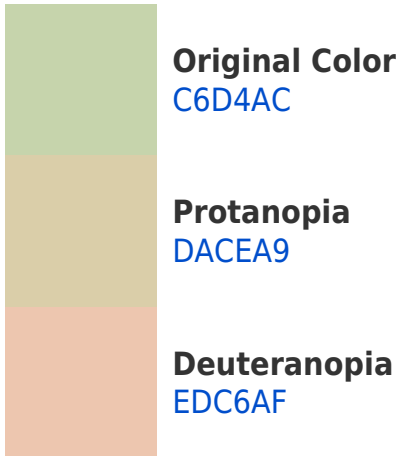 Original Color
C6D4AC
Protanopia
DACEA9
Deuteranopia
EDC6AF